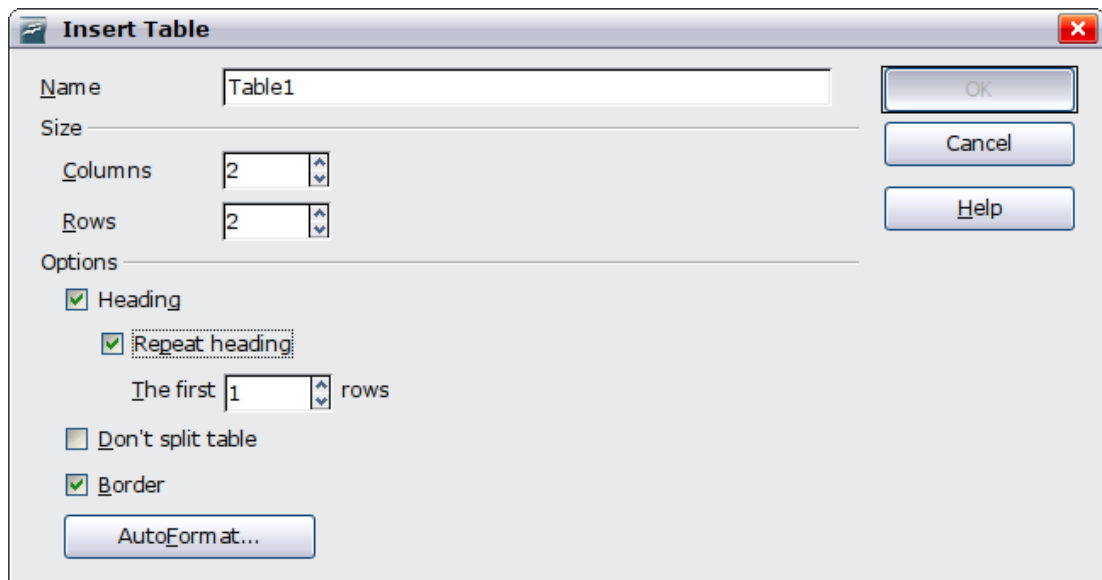 Insert Table
Name Table1 OK
Size
Cancel
Columns 2
Rows 2 Help
Options
Heading
Repeat heading
The first 1 rows
Don't split table
Border
AutoFormat...